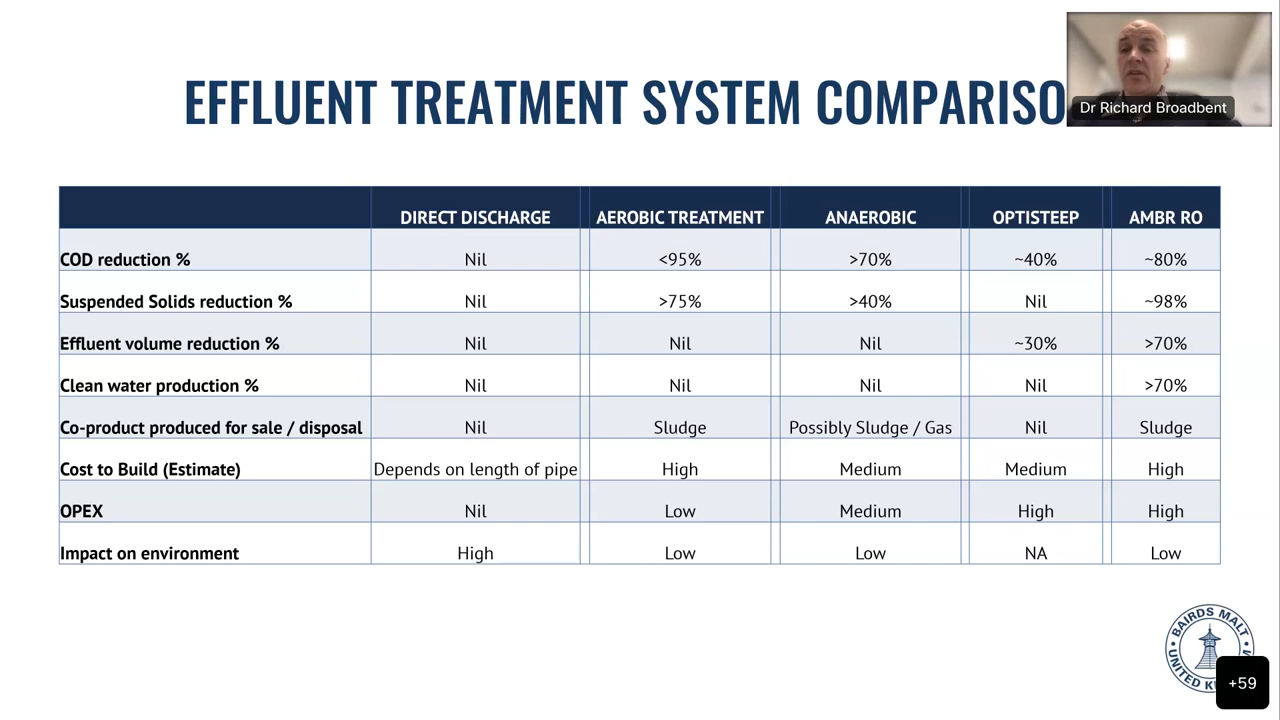 EFFLUENT TREATMENT SYSTEM COMPARISO
Dr Richard Broadbent
DIRECT DISCHARGE AEROBIC TREATMENT ANAEROBIC OPTISTEEP AMBR RO
COD reduction % Nil <95% >70% ~40% ~80%
Suspended Solids reduction % Nil >75% >40% Nil ~98%
Effluent volume reduction % Nil Nil Nil ~30% >70%
Clean water production % Nil Nil Nil Nil >70%
Co-product produced for sale / disposal Nil Sludge Possibly Sludge / Gas Nil Sludge
Cost to Build (Estimate) Depends on length of pipe High Medium Medium High
OPEX Nil Low Medium High High
Impact on environment High Low Low NA Low
BAIRDS MALT
UNITED
+59